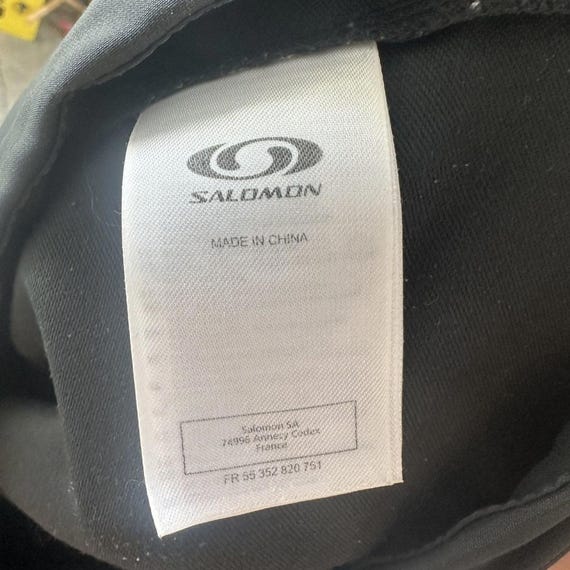 SALOMON
MADE IN CHINA
Salomon SA
74996 Annecy Cedex
France
FR 55 352 820 751